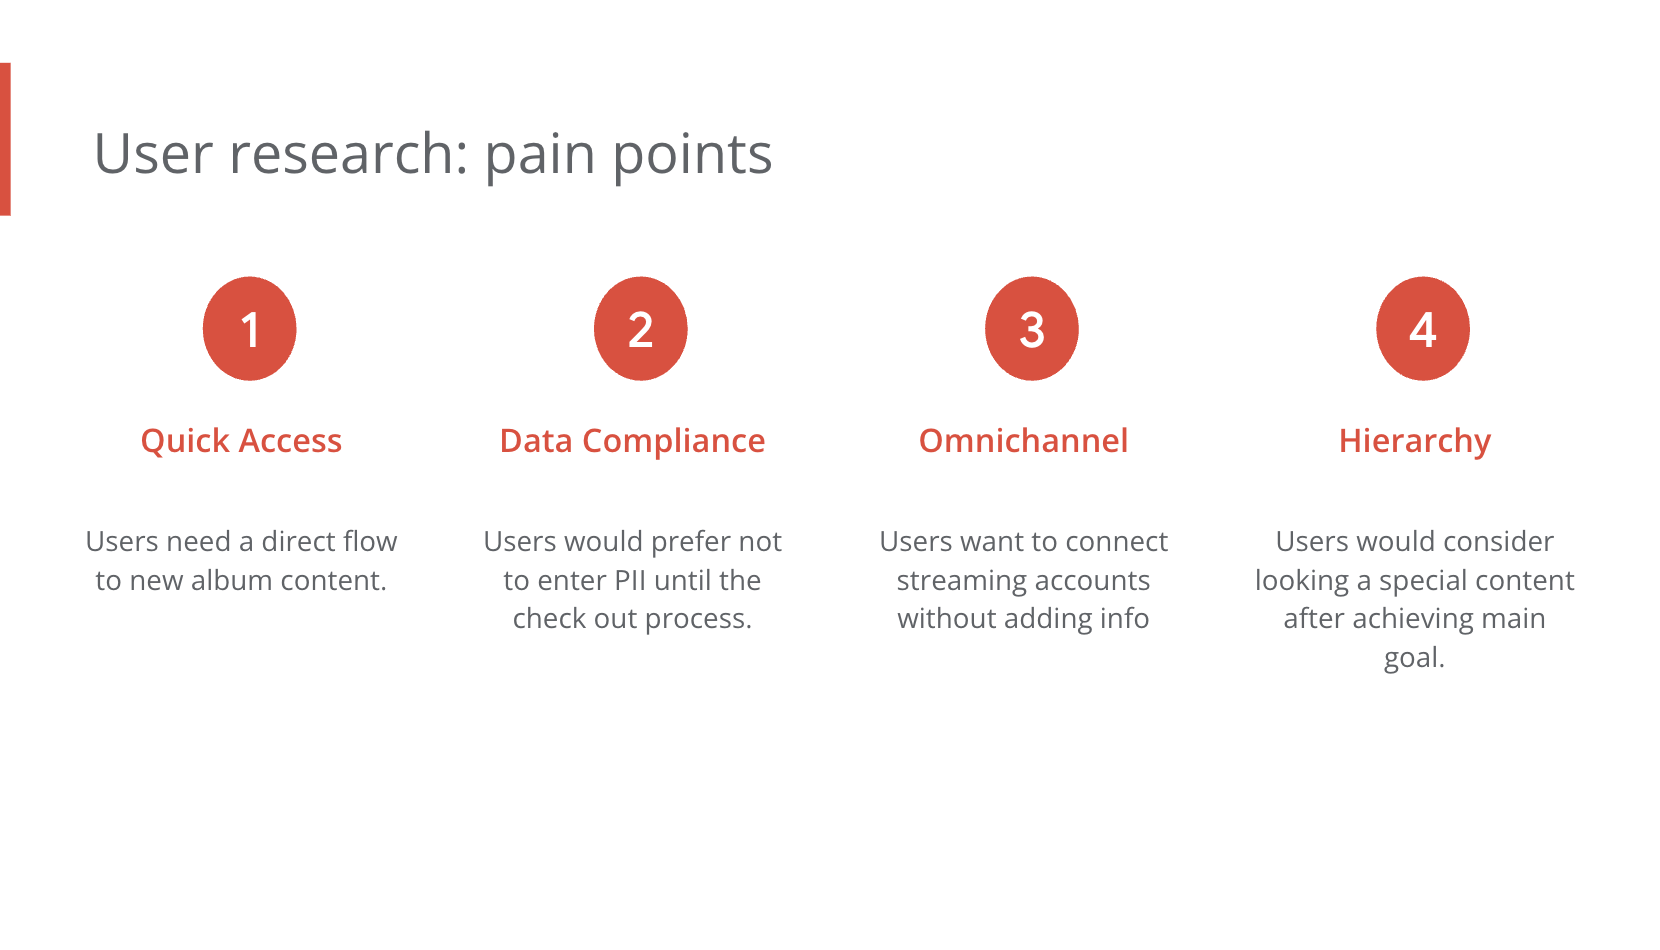 User research: pain points
1
2
3
4
Quick Access
Data Compliance
Omnichannel
Hierarchy
Users need a direct flow
to new album content.
Users would prefer not
to enter PII until the
check out process.
Users want to connect
streaming accounts
without adding info
Users would consider
looking a special content
after achieving main
goal.